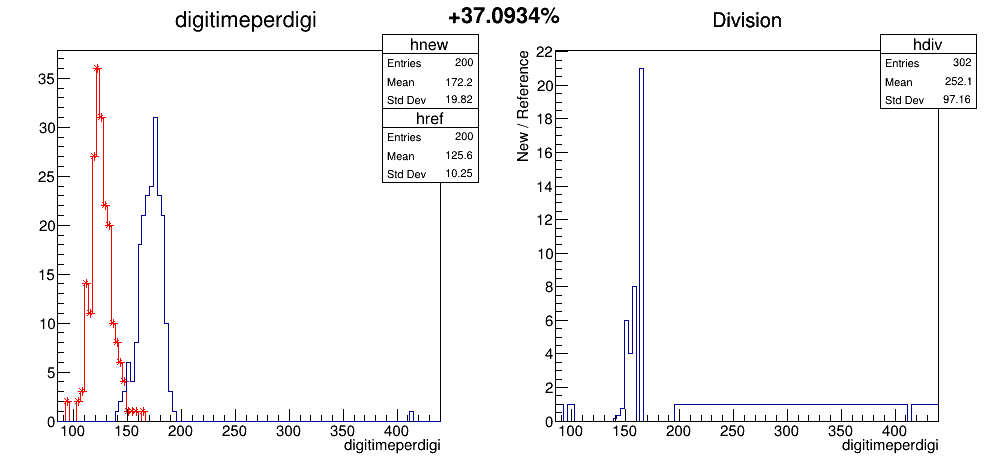 digitimeperdigi
+37.0934%
Division
hnew
Entries 200
Mean 172.2
Std Dev 19.82
href
Entries 200
Mean 125.6
Std Dev 10.25
35
30
25
20
15
10
5
0
100 150 200 250 300 350 400
digitimeperdigi
hdiv
Entries 302
Mean 252.1
Std Dev 97.16
New / Reference
22
20
18
16
14
12
10
8
6
4
2
0
100 150 200 250 300 350 400
digitimeperdigi